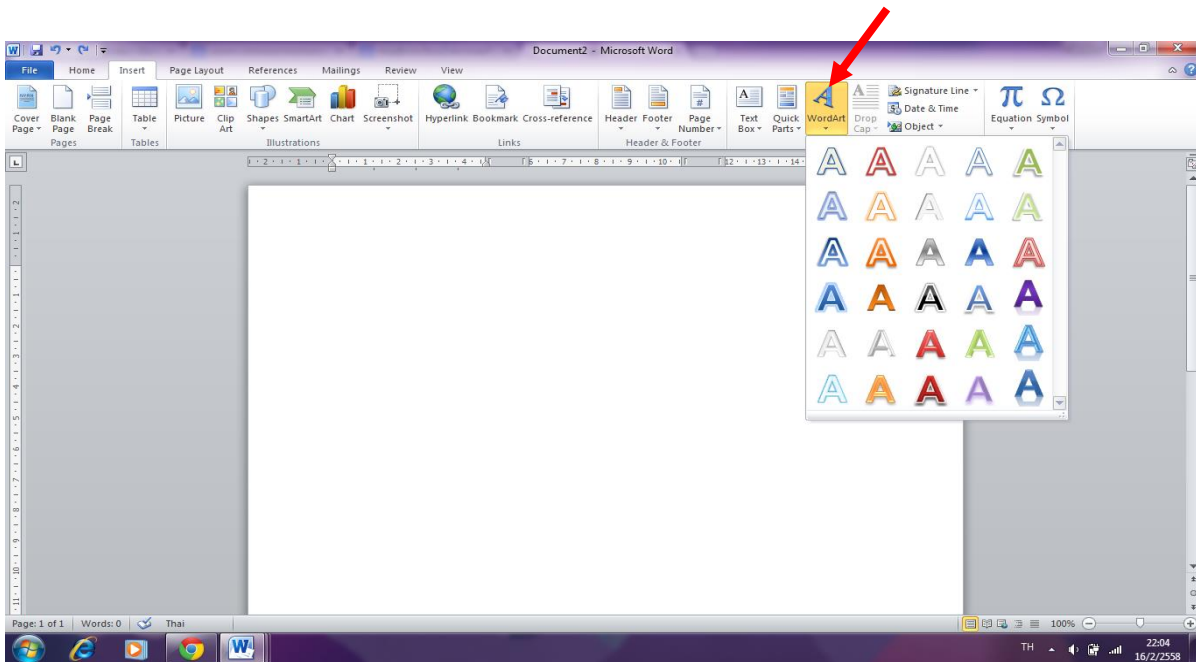 Document2 - Microsoft Word
File Home Insert Page Layout References Mailings Review View
Cover Page Blank Page Page Break Table Picture Clip Art Shapes SmartArt Chart Screenshot Hyperlink Bookmark Cross-reference Header Footer Page Number Text Box Quick Parts WordArt Drop Cap Signature Line Date & Time Object Equation Symbol
Pages Tables Illustrations Links Header & Footer
Page: 1 of 1 Words: 0 Thai 100%
TH 22:04
16/2/2558